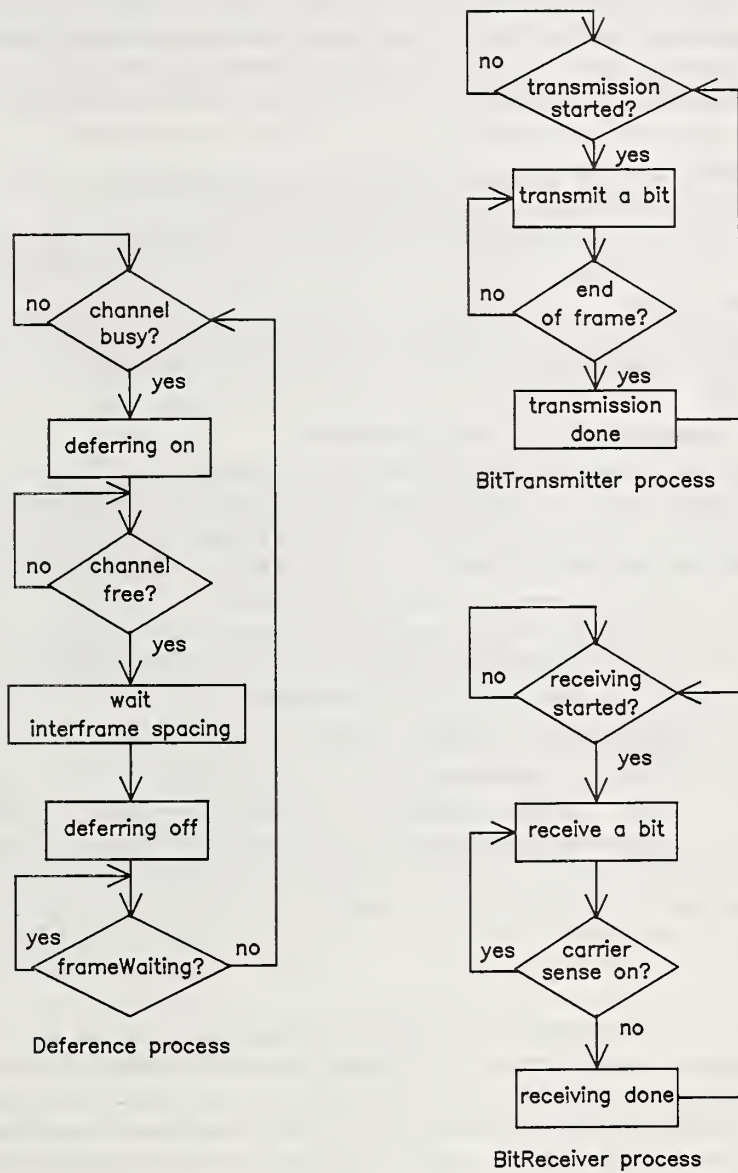 no
channel
busy?
yes
deferring on
no
channel
free?
yes
wait
interframe spacing
deferring off
yes
frameWaiting?
no
Deference process
no
transmission
started?
yes
transmit a bit
no
end
of frame?
yes
transmission
done
BitTransmitter process
no
receiving
started?
yes
receive a bit
yes
carrier
sense on?
no
receiving done
BitReceiver process